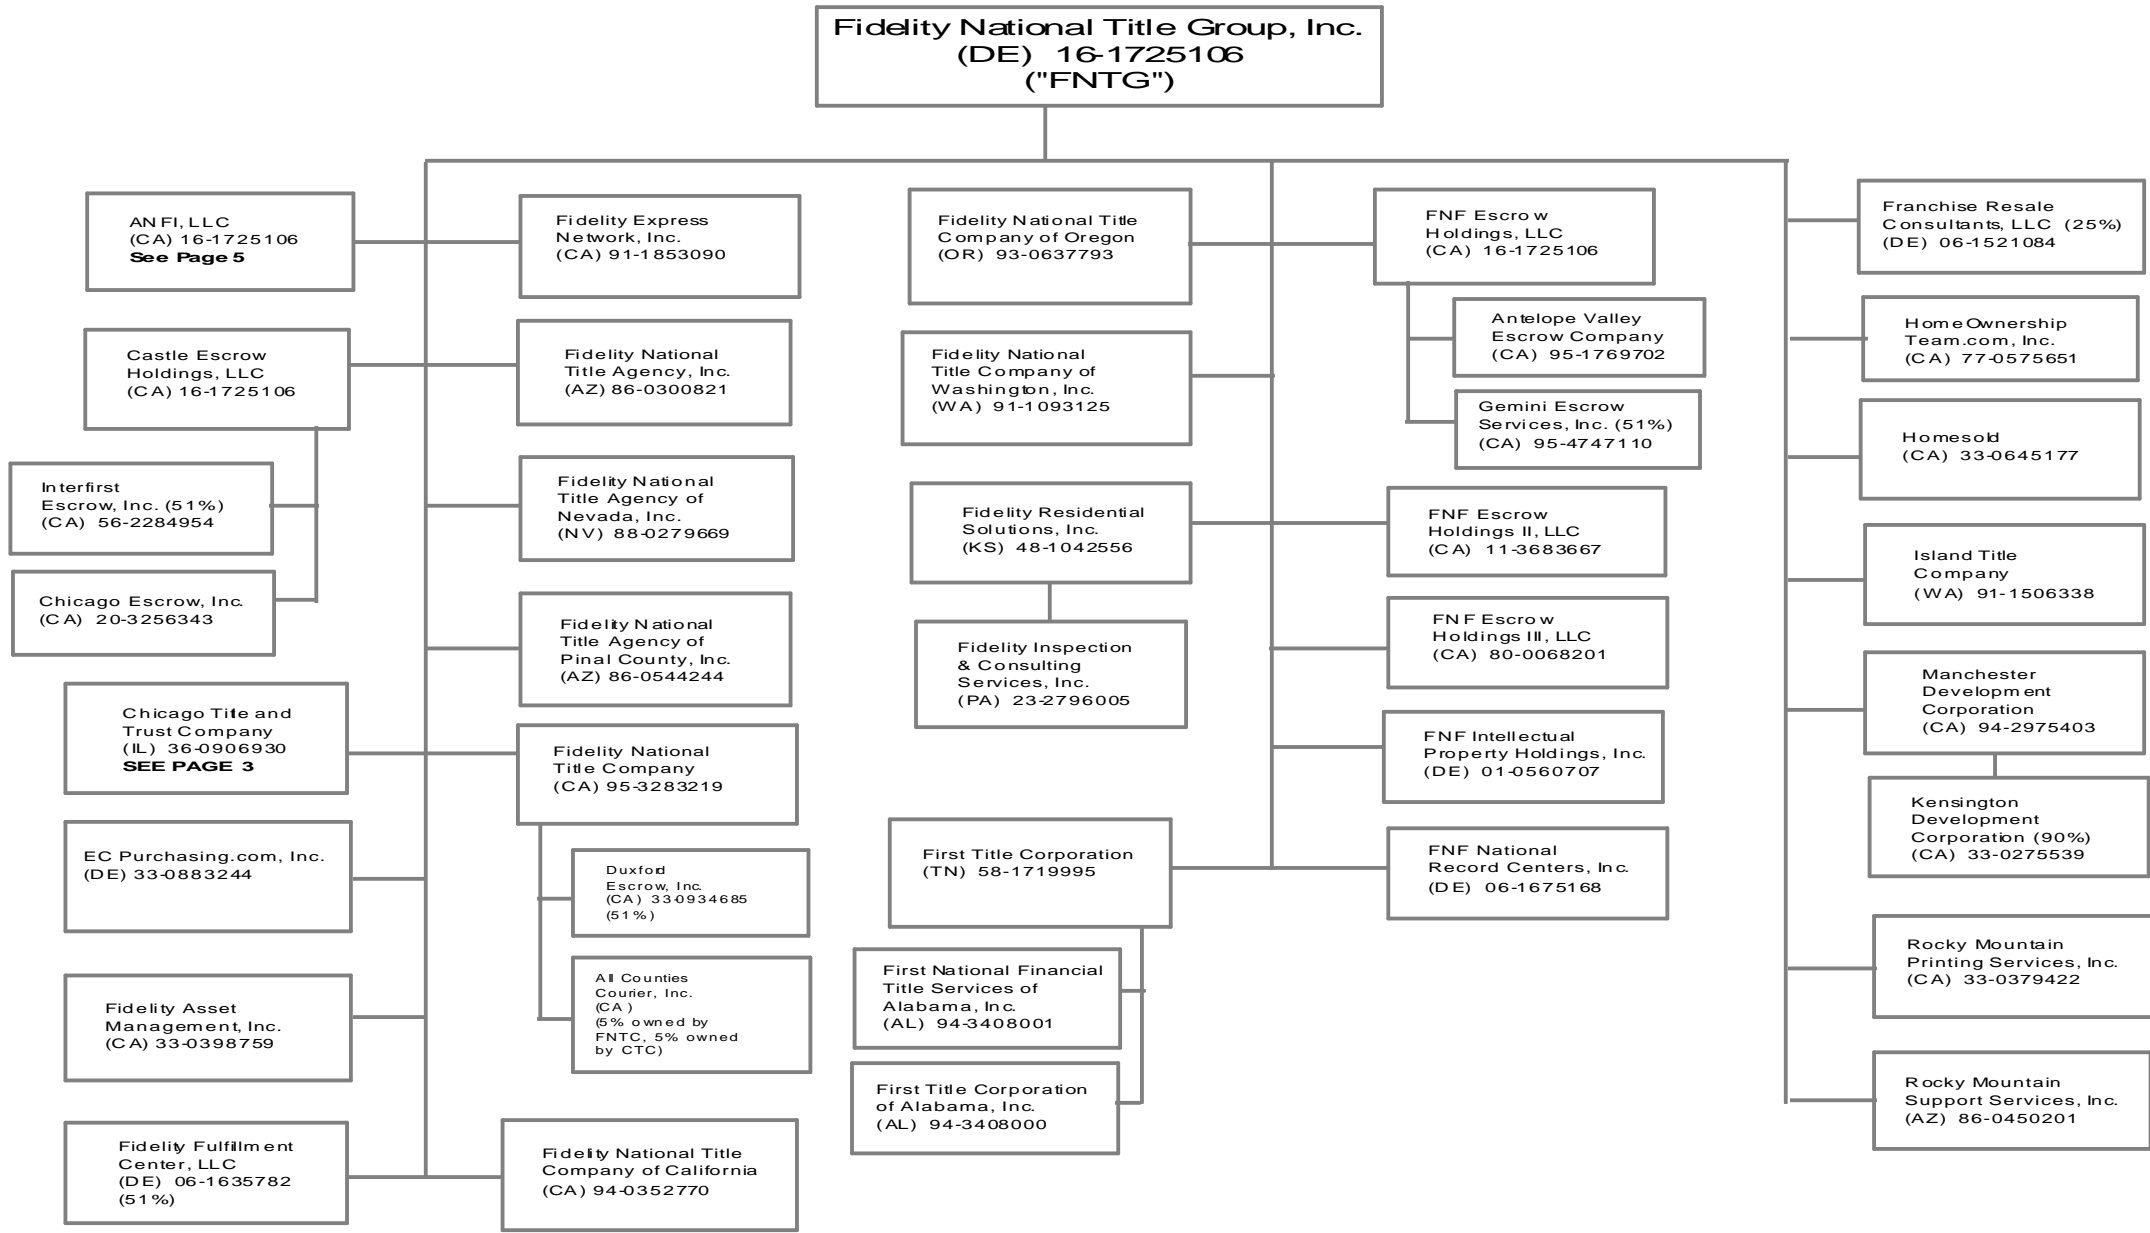 Fidelity National Title Group, Inc.
(DE) 16-1725106
("FNTG")
ANFI, LLC
(CA) 16-1725106
See Page 5
Castle Escrow
Holdings, LLC
(CA) 16-1725106
Interfirst
Escrow, Inc. (51%)
(CA) 56-2284954
Chicago Escrow, Inc.
(CA) 20-3256343
Chicago Title and
Trust Company
(IL) 36-0906930
SEE PAGE 3
EC Purchasing.com, Inc.
(DE) 33-0883244
Fidelity Asset
Management, Inc.
(CA) 33-0398759
Fidelity Fulfillment
Center, LLC
(DE) 06-1635782
(51%)
Fidelity Express
Network, Inc.
(CA) 91-1853090
Fidelity National
Title Agency, Inc.
(AZ) 86-0300821
Fidelity National
Title Agency of
Nevada, Inc.
(NV) 88-0279669
Fidelity National
Title Agency of
Pinal County, Inc.
(AZ) 86-0544244
Fidelity National
Title Company
(CA) 95-3283219
Duxford
Escrow, Inc.
(CA) 33-0934685
(51%)
All Counties
Courier, Inc.
(CA)
(5% owned by
FNTC, 5% owned
by CTC)
Fidelity National Title
Company of California
(CA) 94-0352770
Fidelity National Title
Company of Oregon
(OR) 93-0637793
Fidelity National
Title Company of
Washington, Inc.
(WA) 91-1093125
Fidelity Residential
Solutions, Inc.
(KS) 48-1042556
Fidelity Inspection
& Consulting
Services, Inc.
(PA) 23-2796005
First Title Corporation
(TN) 58-1719995
First National Financial
Title Services of
Alabama, Inc.
(AL) 94-3408001
First Title Corporation
of Alabama, Inc.
(AL) 94-3408000
FNF Escrow
Holdings, LLC
(CA) 16-1725106
Antelope Valley
Escrow Company
(CA) 95-1769702
Gemini Escrow
Services, Inc. (51%)
(CA) 95-4747110
FNF Escrow
Holdings II, LLC
(CA) 11-3683667
FNF Escrow
Holdings III, LLC
(CA) 80-0068201
FNF Intellectual
Property Holdings, Inc.
(DE) 01-0560707
FNF National
Record Centers, Inc.
(DE) 06-1675168
Franchise Resale
Consultants, LLC (25%)
(DE) 06-1521084
HomeOwnership
Team.com, Inc.
(CA) 77-0575651
Homesold
(CA) 33-0645177
Island Title
Company
(WA) 91-1506338
Manchester
Development
Corporation
(CA) 94-2975403
Kensington
Development
Corporation (90%)
(CA) 33-0275539
Rocky Mountain
Printing Services, Inc.
(CA) 33-0379422
Rocky Mountain
Support Services, Inc.
(AZ) 86-0450201